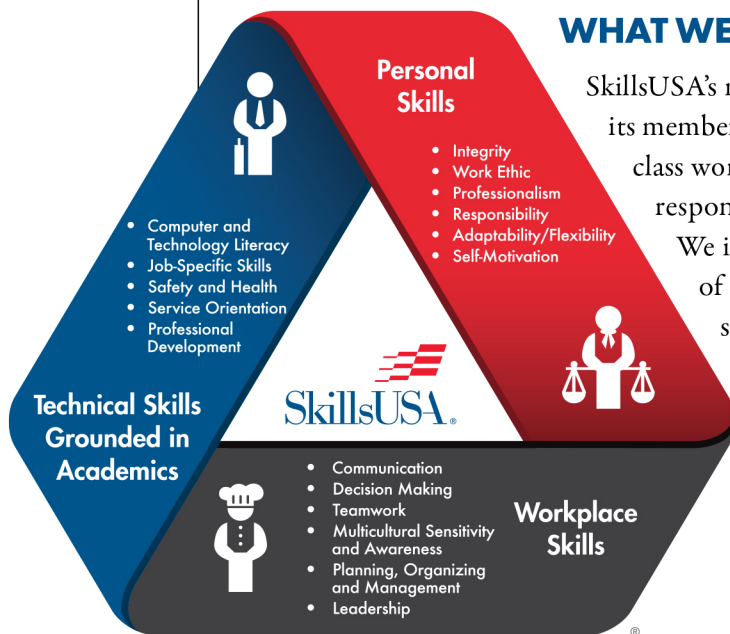 WHAT WE
SkillsUSA's
its member
class wor
respon
We i
of
s
Personal
Skills
• Integrity
• Work Ethic
• Professionalism
• Responsibility
• Adaptability/Flexibility
• Self-Motivation
• Computer and
Technology Literacy
• Job-Specific Skills
• Safety and Health
• Service Orientation
• Professional
Development
Technical Skills
Grounded in
Academics
SkillsUSA®
• Communication
• Decision Making
• Teamwork
• Multicultural Sensitivity
and Awareness
• Planning, Organizing
and Management
• Leadership
Workplace
Skills
®